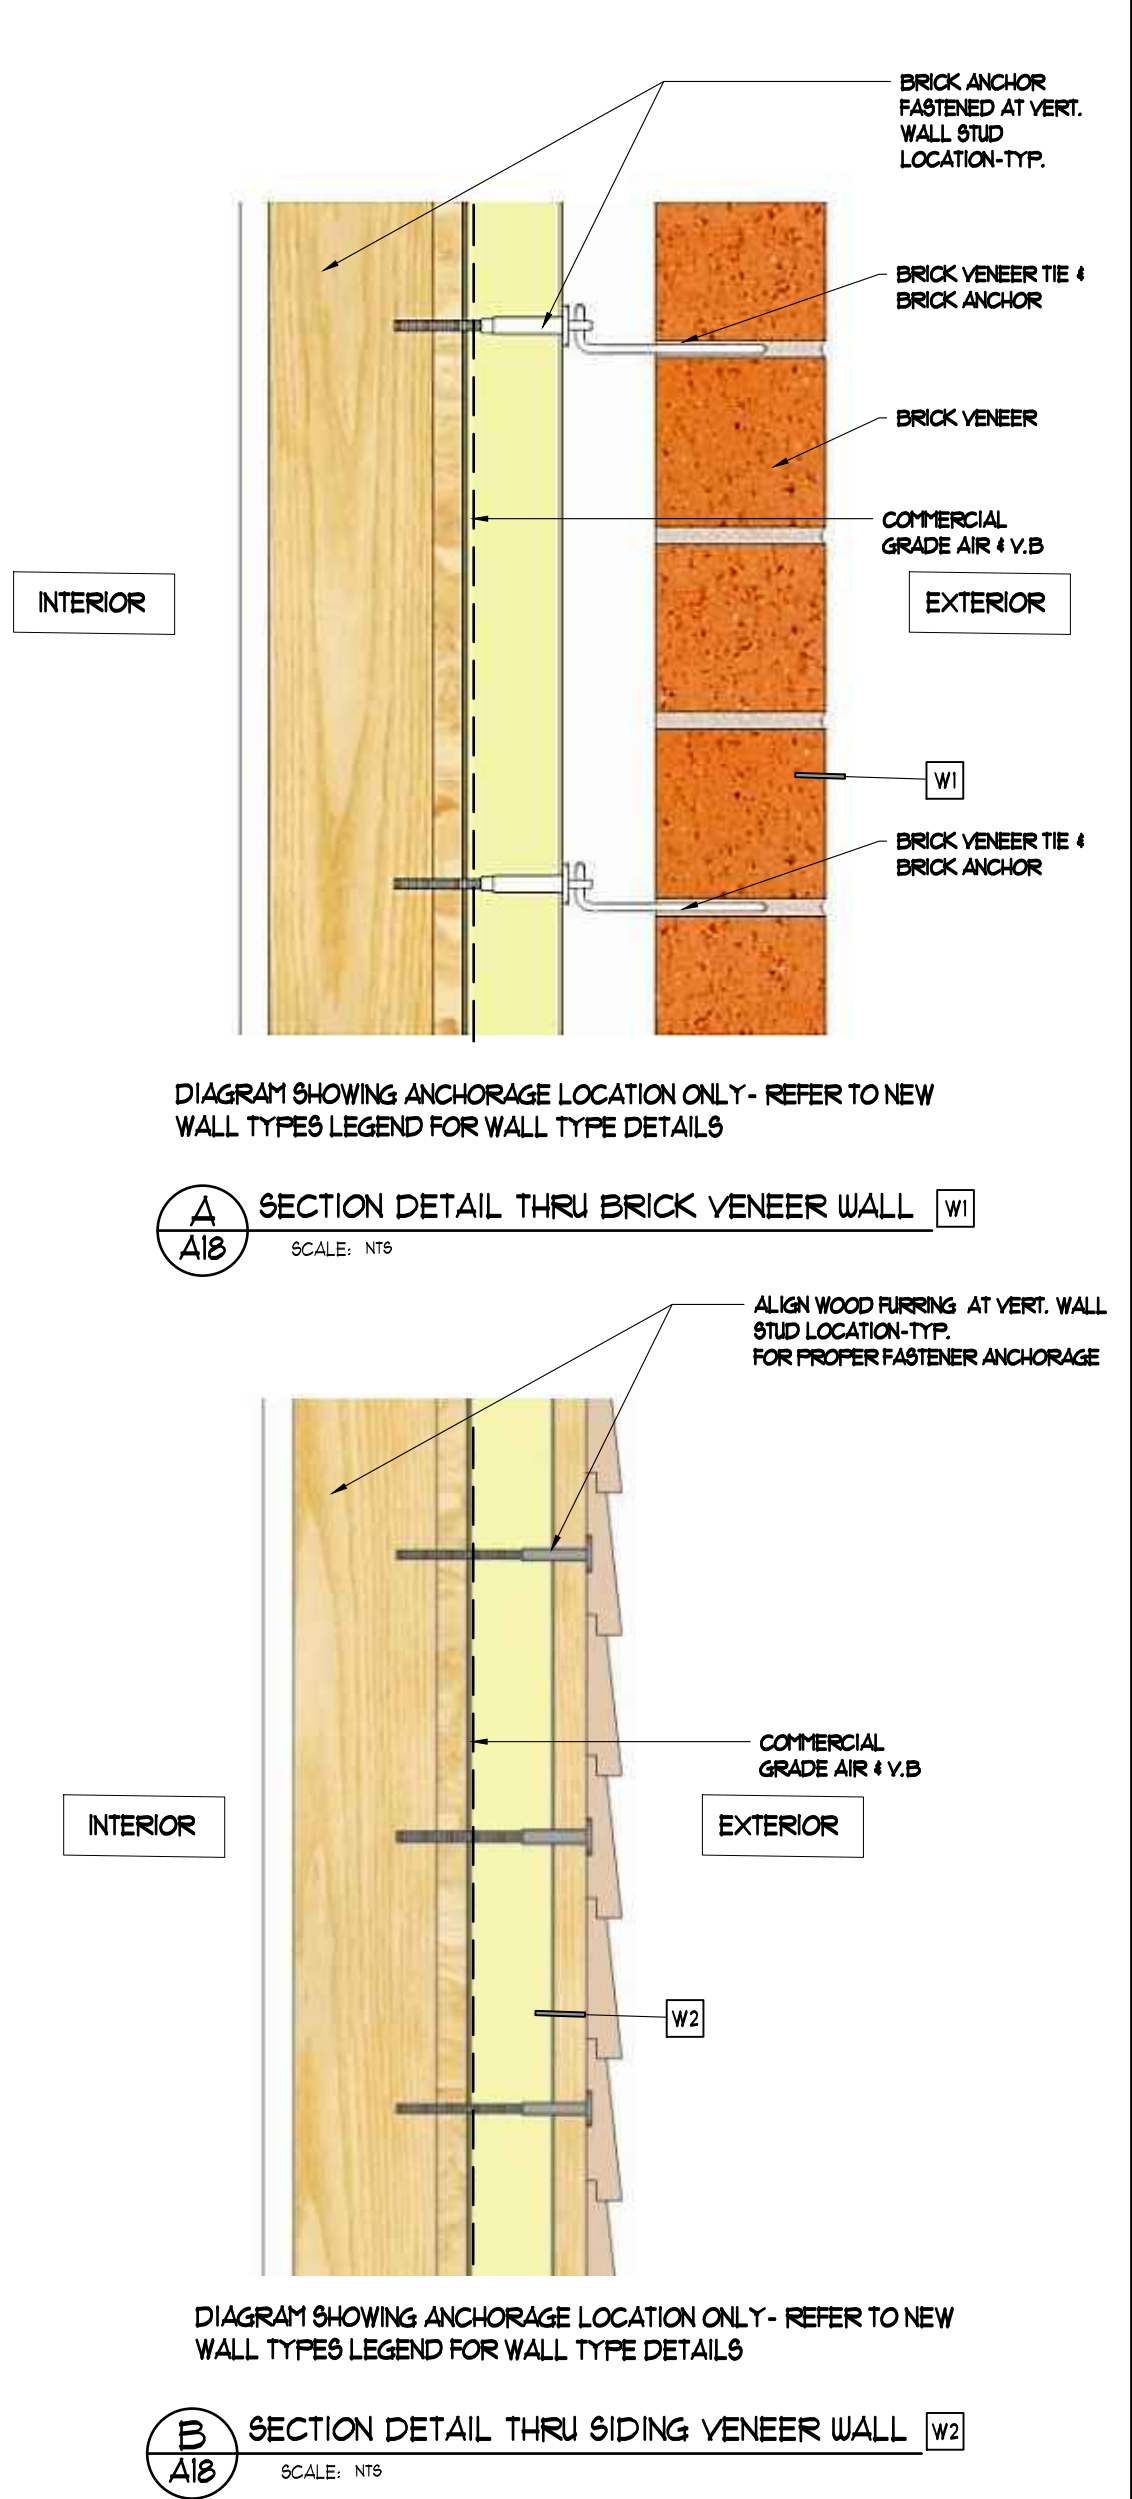 BRICK ANCHOR
FASTENED AT VERT.
WALL STUD
LOCATION-TYP.
BRICK VENEER TIE &
BRICK ANCHOR
BRICK VENEER
COMMERCIAL
GRADE AIR & V.B
INTERIOR
EXTERIOR
W1
BRICK VENEER TIE &
BRICK ANCHOR
DIAGRAM SHOWING ANCHORAGE LOCATION ONLY- REFER TO NEW
WALL TYPES LEGEND FOR WALL TYPE DETAILS
A
A18
SECTION DETAIL THRU BRICK VENEER WALL
W1
SCALE: NTS
ALIGN WOOD FURRING AT VERT. WALL
STUD LOCATION-TYP.
FOR PROPER FASTENER ANCHORAGE
COMMERCIAL
GRADE AIR & V.B
INTERIOR
EXTERIOR
W2
DIAGRAM SHOWING ANCHORAGE LOCATION ONLY- REFER TO NEW
WALL TYPES LEGEND FOR WALL TYPE DETAILS
B
A18
SECTION DETAIL THRU SIDING VENEER WALL
W2
SCALE: NTS